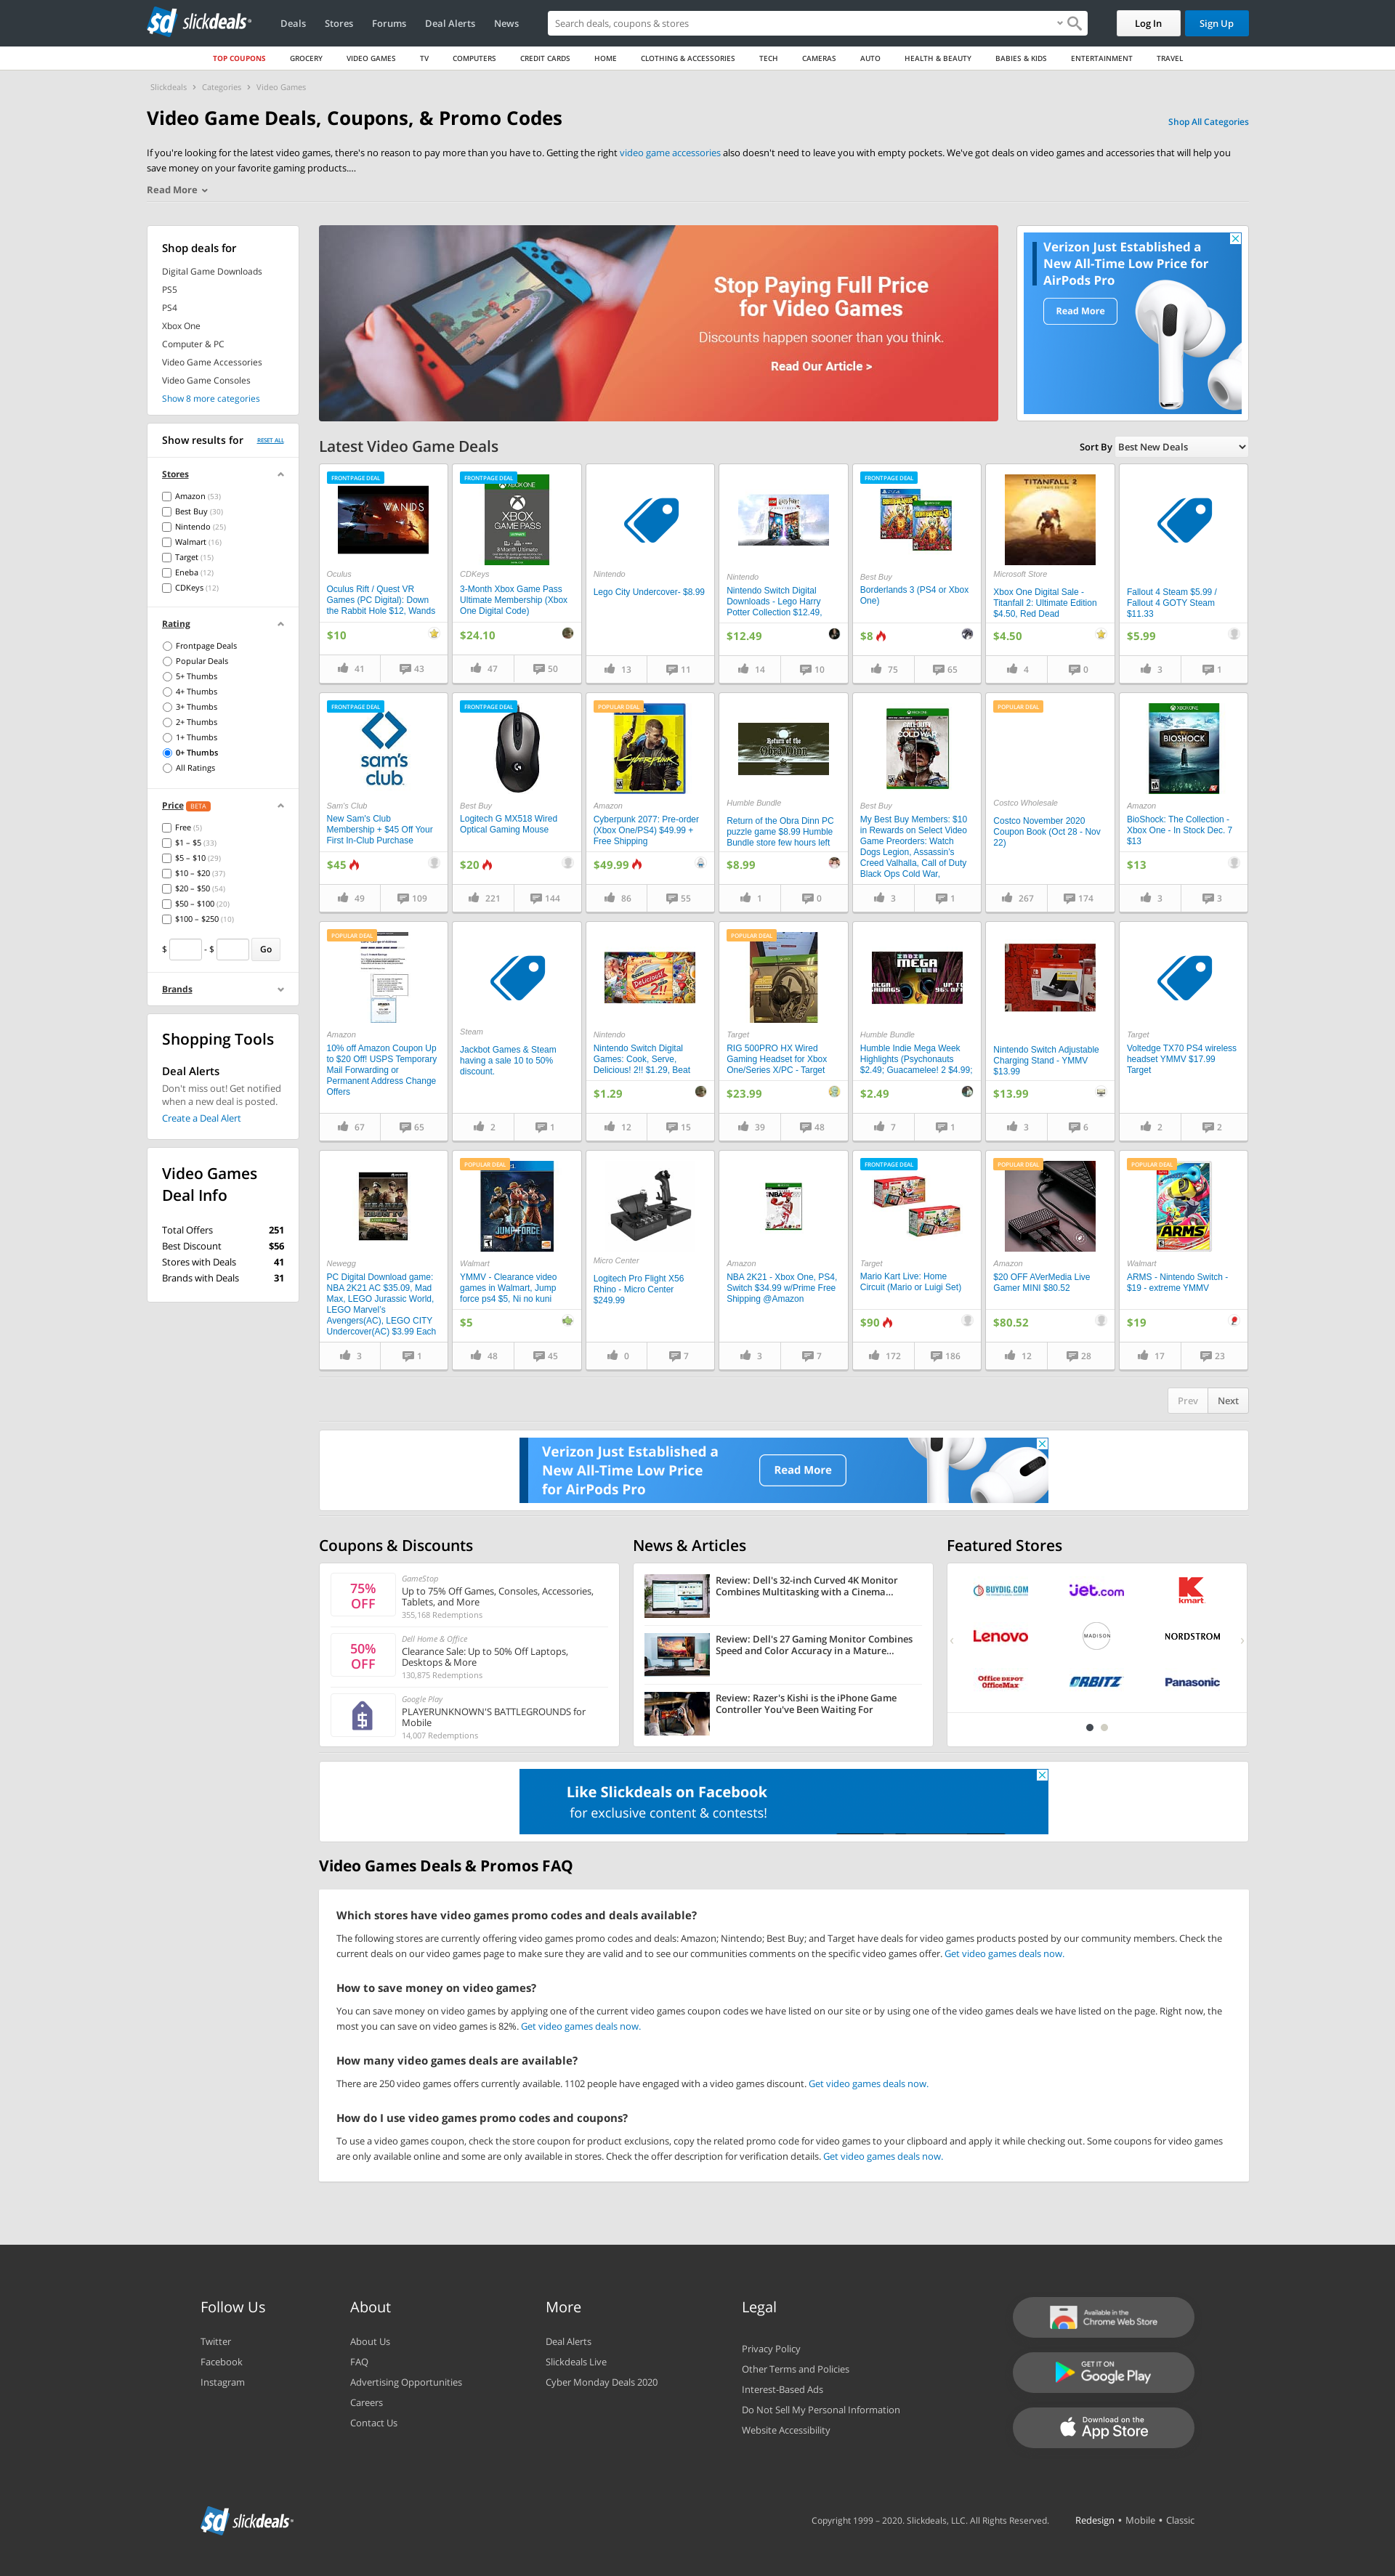 sd slickdeals
Deals Stores Forums Deal Alerts News
Search deals, coupons & stores
Log In
Sign Up
TOP COUPONS GROCERY VIDEO GAMES TV COMPUTERS CREDIT CARDS HOME CLOTHING & ACCESSORIES TECH CAMERAS AUTO HEALTH & BEAUTY BABIES & KIDS ENTERTAINMENT TRAVEL
Slickdeals › Categories › Video Games
Video Game Deals, Coupons, & Promo Codes
Shop All Categories
If you're looking for the latest video games, there's no reason to pay more than you have to. Getting the right video game accessories also doesn't need to leave you with empty pockets. We've got deals on video games and accessories that will help you
save money on your favorite gaming products....
Read More
Shop deals for
Digital Game Downloads
PS5
PS4
Xbox One
Computer & PC
Video Game Accessories
Video Game Consoles
Show 8 more categories
Show results for RESET ALL
Stores
Amazon (53)
Best Buy (30)
Nintendo (25)
Walmart (16)
Target (15)
Eneba (12)
CDKeys (12)
Rating
Frontpage Deals
Popular Deals
5+ Thumbs
4+ Thumbs
3+ Thumbs
2+ Thumbs
1+ Thumbs
0+ Thumbs
All Ratings
Price BETA
Free (5)
$1 – $5 (33)
$5 – $10 (29)
$10 – $20 (37)
$20 – $50 (54)
$50 – $100 (20)
$100 – $250 (10)
$ - $ Go
Brands
Shopping Tools
Deal Alerts
Don't miss out! Get notified
when a new deal is posted.
Create a Deal Alert
Video Games
Deal Info
Total Offers 251
Best Discount $56
Stores with Deals 41
Brands with Deals 31
Stop Paying Full Price
for Video Games
Discounts happen sooner than you think.
Read Our Article >
Verizon Just Established a
New All-Time Low Price for
AirPods Pro
Read More
Latest Video Game Deals
Sort By Best New Deals
FRONTPAGE DEAL
WANDS
Oculus
Oculus Rift / Quest VR
Games (PC Digital): Down
the Rabbit Hole $12, Wands
$10
41 43
FRONTPAGE DEAL
XBOX ONE
XBOX
GAME PASS
ULTIMATE
3 Month Ultimate
CDKeys
3-Month Xbox Game Pass
Ultimate Membership (Xbox
One Digital Code)
$24.10
47 50
Nintendo
Lego City Undercover- $8.99
13 11
Nintendo
Nintendo Switch Digital
Downloads - Lego Harry
Potter Collection $12.49,
$12.49
14 10
FRONTPAGE DEAL
Best Buy
Borderlands 3 (PS4 or Xbox
One)
$8
75 65
TITANFALL 2
Microsoft Store
Xbox One Digital Sale -
Titanfall 2: Ultimate Edition
$4.50, Red Dead
$4.50
4 0
Fallout 4 Steam $5.99 /
Fallout 4 GOTY Steam
$11.33
$5.99
3 1
FRONTPAGE DEAL
sam's
club
Sam's Club
New Sam's Club
Membership + $45 Off Your
First In-Club Purchase
$45
49 109
FRONTPAGE DEAL
Best Buy
Logitech G MX518 Wired
Optical Gaming Mouse
$20
221 144
POPULAR DEAL
Cyberpunk
Amazon
Cyberpunk 2077: Pre-order
(Xbox One/PS4) $49.99 +
Free Shipping
$49.99
86 55
Return of the
Obra Dinn
Humble Bundle
Return of the Obra Dinn PC
puzzle game $8.99 Humble
Bundle store few hours left
$8.99
1 0
CALL OF DUTY
COLD WAR
Best Buy
My Best Buy Members: $10
in Rewards on Select Video
Game Preorders: Watch
Dogs Legion, Assassin's
Creed Valhalla, Call of Duty
Black Ops Cold War,
3 1
POPULAR DEAL
Costco Wholesale
Costco November 2020
Coupon Book (Oct 28 - Nov
22)
267 174
XBOX ONE
BIOSHOCK
Amazon
BioShock: The Collection -
Xbox One - In Stock Dec. 7
$13
$13
3 3
POPULAR DEAL
Amazon
10% off Amazon Coupon Up
to $20 Off! USPS Temporary
Mail Forwarding or
Permanent Address Change
Offers
67 65
Steam
Jackbot Games & Steam
having a sale 10 to 50%
discount.
2 1
DELICIOUS! 2!!
Nintendo
Nintendo Switch Digital
Games: Cook, Serve,
Delicious! 2!! $1.29, Beat
$1.29
12 15
POPULAR DEAL
Target
RIG 500PRO HX Wired
Gaming Headset for Xbox
One/Series X/PC - Target
$23.99
39 48
INDIE
MEGA
WEEK
MEGA SAVINGS
UP TO 96% OFF
Humble Bundle
Humble Indie Mega Week
Highlights (Psychonauts
$2.49; Guacamelee! 2 $4.99;
$2.49
7 1
Nintendo Switch Adjustable
Charging Stand - YMMV
$13.99
$13.99
3 6
Target
Voltedge TX70 PS4 wireless
headset YMMV $17.99
Target
2 2
Newegg
PC Digital Download game:
NBA 2K21 AC $35.09, Mad
Max, LEGO Jurassic World,
LEGO Marvel's
Avengers(AC), LEGO CITY
Undercover(AC) $3.99 Each
3 1
POPULAR DEAL
JUMP FORCE
Walmart
YMMV - Clearance video
games in Walmart, Jump
force ps4 $5, Ni no kuni
$5
48 45
Micro Center
Logitech Pro Flight X56
Rhino - Micro Center
$249.99
0 7
Amazon
NBA 2K21 - Xbox One, PS4,
Switch $34.99 w/Prime Free
Shipping @Amazon
3 7
FRONTPAGE DEAL
Target
Mario Kart Live: Home
Circuit (Mario or Luigi Set)
$90
172 186
POPULAR DEAL
Amazon
$20 OFF AVerMedia Live
Gamer MINI $80.52
$80.52
12 28
POPULAR DEAL
ARMS
Walmart
ARMS - Nintendo Switch -
$19 - extreme YMMV
$19
17 23
Prev Next
Verizon Just Established a
New All-Time Low Price
for AirPods Pro
Read More
Coupons & Discounts
75%
OFF
GameStop
Up to 75% Off Games, Consoles, Accessories,
Tablets, and More
355,168 Redemptions
50%
OFF
Dell Home & Office
Clearance Sale: Up to 50% Off Laptops,
Desktops & More
130,875 Redemptions
Google Play
PLAYERUNKNOWN'S BATTLEGROUNDS for
Mobile
14,007 Redemptions
News & Articles
Review: Dell's 32-inch Curved 4K Monitor
Combines Multitasking with a Cinema...
Review: Dell's 27 Gaming Monitor Combines
Speed and Color Accuracy in a Mature...
Review: Razer's Kishi is the iPhone Game
Controller You've Been Waiting For
Featured Stores
BUYDIG.COM
jet.com
kmart
Lenovo
MADISON
NORDSTROM
Office DEPOT
OfficeMax
ORBITZ
Panasonic
Like Slickdeals on Facebook
for exclusive content & contests!
Video Games Deals & Promos FAQ
Which stores have video games promo codes and deals available?
The following stores are currently offering video games promo codes and deals: Amazon; Nintendo; Best Buy; and Target have deals for video games products posted by our community members. Check the
current deals on our video games page to make sure they are valid and to see our communities comments on the specific video games offer. Get video games deals now.
How to save money on video games?
You can save money on video games by applying one of the current video games coupon codes we have listed on our site or by using one of the video games deals we have listed on the page. Right now, the
most you can save on video games is 82%. Get video games deals now.
How many video games deals are available?
There are 250 video games offers currently available. 1102 people have engaged with a video games discount. Get video games deals now.
How do I use video games promo codes and coupons?
To use a video games coupon, check the store coupon for product exclusions, copy the related promo code for video games to your clipboard and apply it while checking out. Some coupons for video games
are only available online and some are only available in stores. Check the offer description for verification details. Get video games deals now.
Follow Us
Twitter
Facebook
Instagram
About
About Us
FAQ
Advertising Opportunities
Careers
Contact Us
More
Deal Alerts
Slickdeals Live
Cyber Monday Deals 2020
Legal
Privacy Policy
Other Terms and Policies
Interest-Based Ads
Do Not Sell My Personal Information
Website Accessibility
Available in the
Chrome Web Store
GET IT ON
Google Play
Download on the
App Store
sd slickdeals
Copyright 1999 – 2020. Slickdeals, LLC. All Rights Reserved.
Redesign • Mobile • Classic